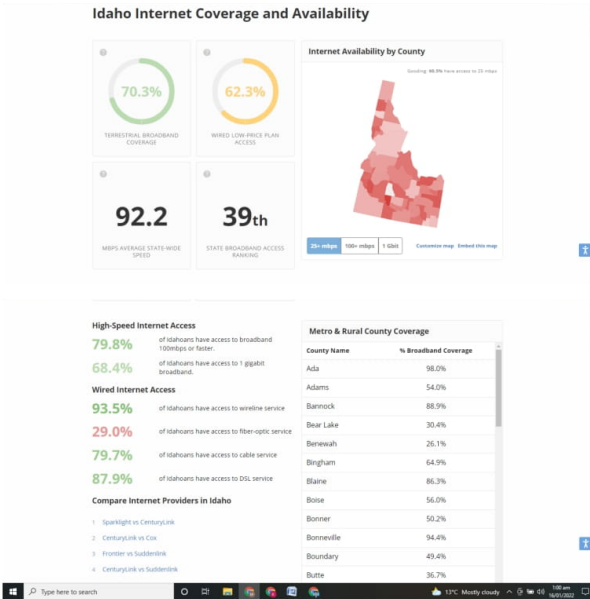 Idaho Internet Coverage and Availability
70.3%
TERRESTRIAL BROADBAND
COVERAGE
62.3%
WIRED LOW-PRICE PLAN
ACCESS
92.2
MBPS AVERAGE STATE-WIDE
SPEED
39th
STATE BROADBAND ACCESS
RANKING
Internet Availability by County
have access to 25 mbps
25+ mbps 100+ mbps 1 Gbit Customize map Embed this map
High-Speed Internet Access
79.8% of Idahoans have access to broadband
100mbps or faster.
68.4% of Idahoans have access to 1 gigabit
broadband.
Wired Internet Access
93.5% of Idahoans have access to wireline service
29.0% of Idahoans have access to fiber-optic service
79.7% of Idahoans have access to cable service
87.9% of Idahoans have access to DSL service
Compare Internet Providers in Idaho
1 Sparklight vs CenturyLink
2 CenturyLink vs Cox
3 Frontier vs Suddenlink
4 CenturyLink vs Suddenlink
Metro & Rural County Coverage
County Name % Broadband Coverage
Ada 98.0%
Adams 54.0%
Bannock 88.9%
Bear Lake 30.4%
Benewah 26.1%
Bingham 64.9%
Blaine 86.3%
Boise 56.0%
Bonner 50.2%
Bonneville 94.4%
Boundary 49.4%
Butte 36.7%
Type here to search
13°C Mostly cloudy
1:00 am
16/01/2022